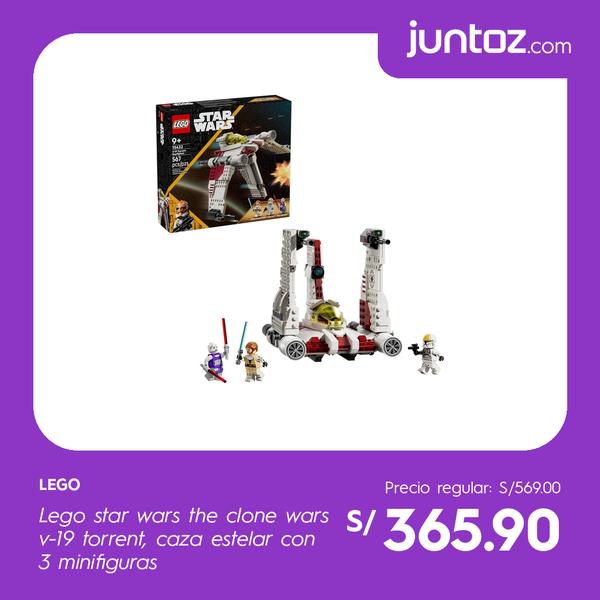 juntoz.com
LEGO
STAR
WARS
9+
567
LEGO
Precio regular: S/569.00
Lego star wars the clone wars
v-19 torrent, caza estelar con
3 minifiguras
S/ 365.90